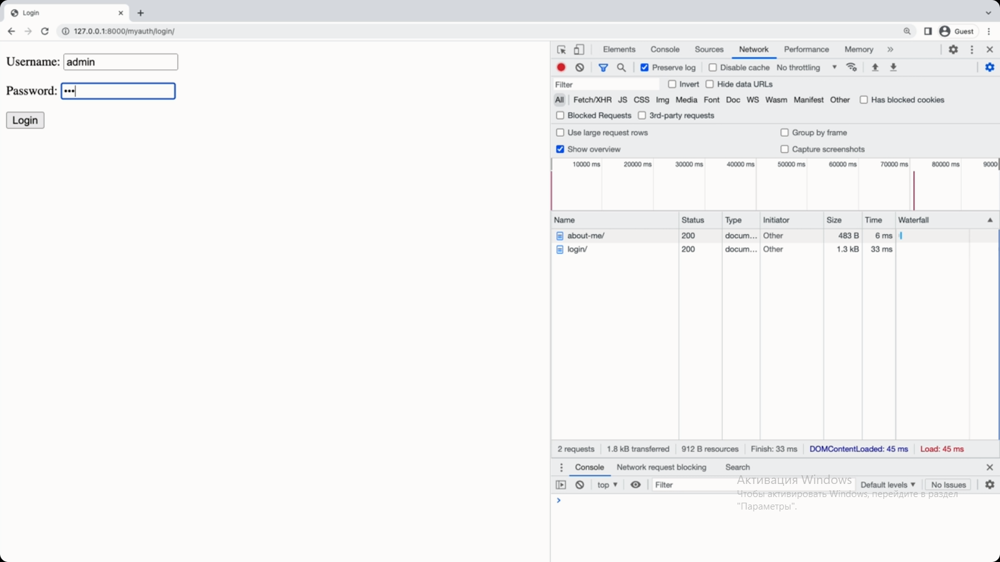 Login
127.0.0.1:8000/myauth/login/
Guest
Username: admin
Password: •••
Login
Elements Console Sources Network Performance Memory
Preserve log Disable cache No throttling
Filter Invert Hide data URLs
All Fetch/XHR JS CSS Img Media Font Doc WS Wasm Manifest Other Has blocked cookies
Blocked Requests 3rd-party requests
Use large request rows Group by frame
Show overview Capture screenshots
10000 ms 20000 ms 30000 ms 40000 ms 50000 ms 60000 ms 70000 ms 80000 ms 9000
Name Status Type Initiator Size Time Waterfall
about-me/ 200 docum... Other 483 B 6 ms
login/ 200 docum... Other 1.3 kB 33 ms
2 requests 1.8 kB transferred 912 B resources Finish: 33 ms DOMContentLoaded: 45 ms Load: 45 ms
Console Network request blocking Search
top Filter Default levels No Issues
Активация Windows
Чтобы активировать Windows, перейдите в раздел
"Параметры".